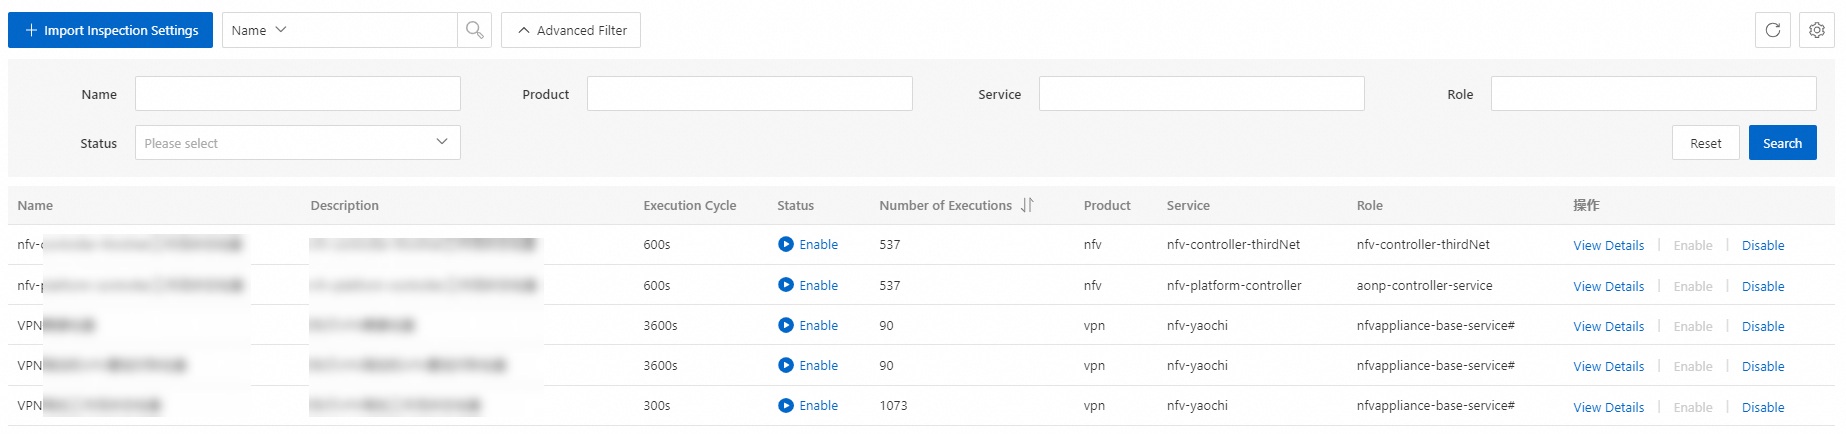 Import Inspection Settings Name Advanced Filter
Name Product Service Role
Status Please select Reset Search
Name Description Execution Cycle Status Number of Executions Product Service Role 操作
nfv- 600s Enable 537 nfv nfv-controller-thirdNet nfv-controller-thirdNet View Details Enable Disable
nfv- 600s Enable 537 nfv nfv-platform-controller aonp-controller-service View Details Enable Disable
VPN 3600s Enable 90 vpn nfv-yaochi nfvappliance-base-service# View Details Enable Disable
VPN 3600s Enable 90 vpn nfv-yaochi nfvappliance-base-service# View Details Enable Disable
VPN 300s Enable 1073 vpn nfv-yaochi nfvappliance-base-service# View Details Enable Disable